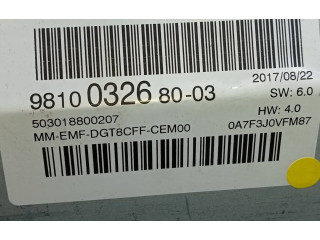 2017/08/22
9810 0326 80-03
SW: 6.0
503018800207
HW: 4.0
MM-EMF-DGT8CFF-CEM00
0A7F3J0VFM87